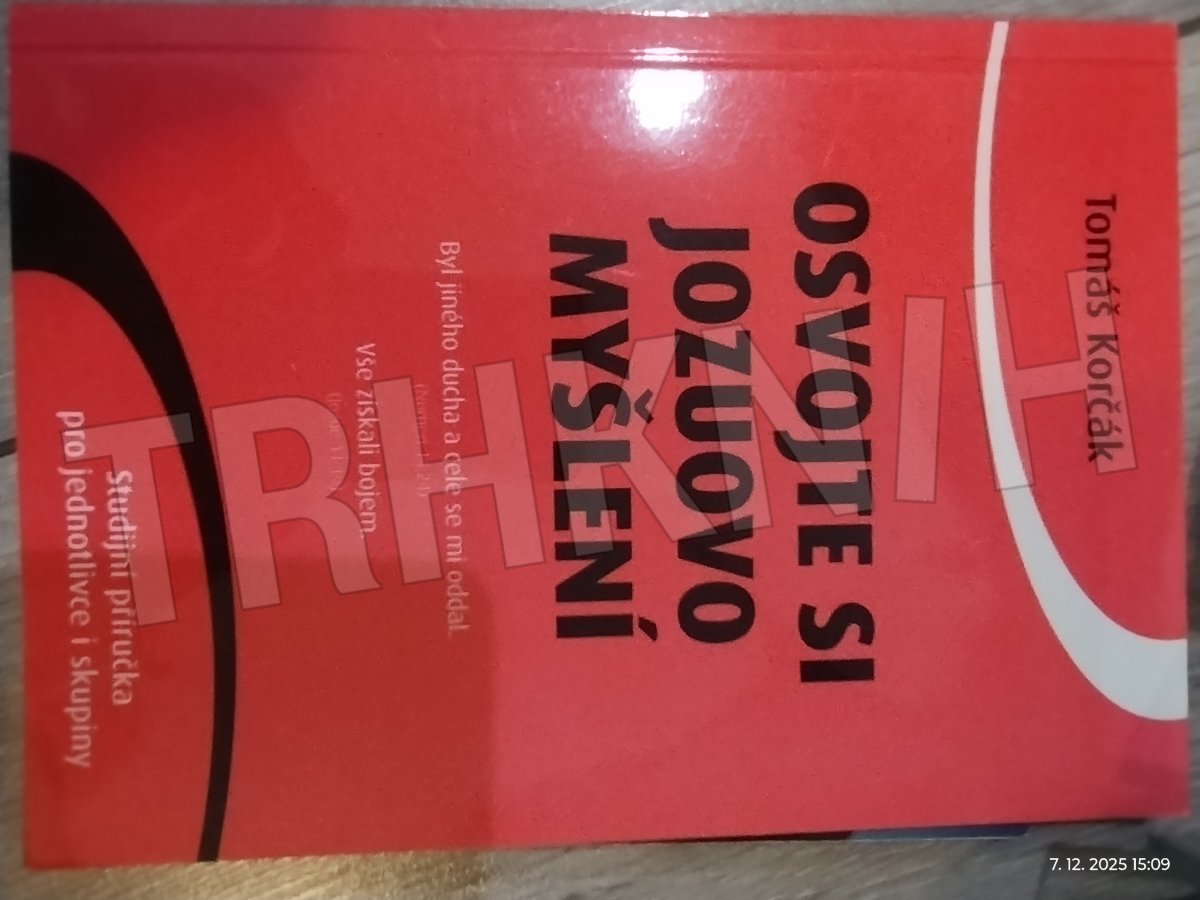 Tomáš Korčák
OSVOJTE SI
JOZUOVO
MYŠLENÍ
Byl jiného ducha a cele se mi oddal.
Vše získali bojem.
Studijní příručka
pro jednotlivce i skupiny
TRHKNIH
7. 12. 2025 15:09